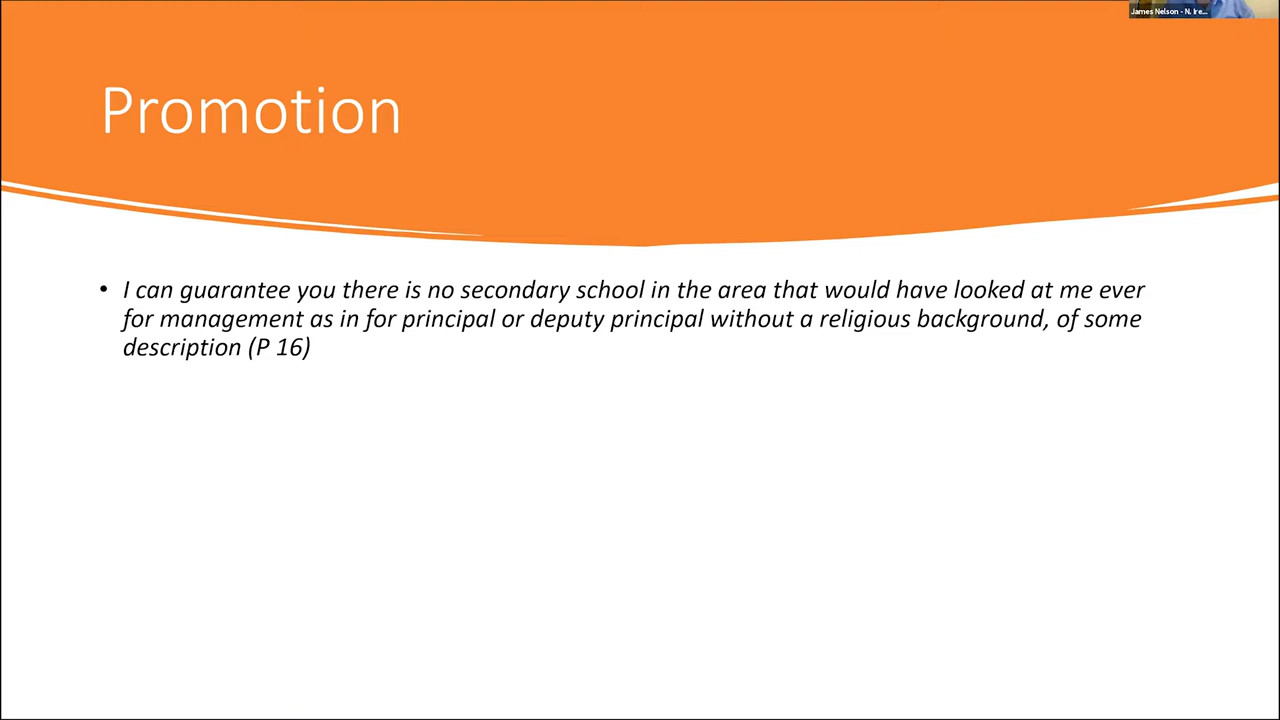 James Nelson - N. Ire...
Promotion
• I can guarantee you there is no secondary school in the area that would have looked at me ever
for management as in for principal or deputy principal without a religious background, of some
description (P 16)